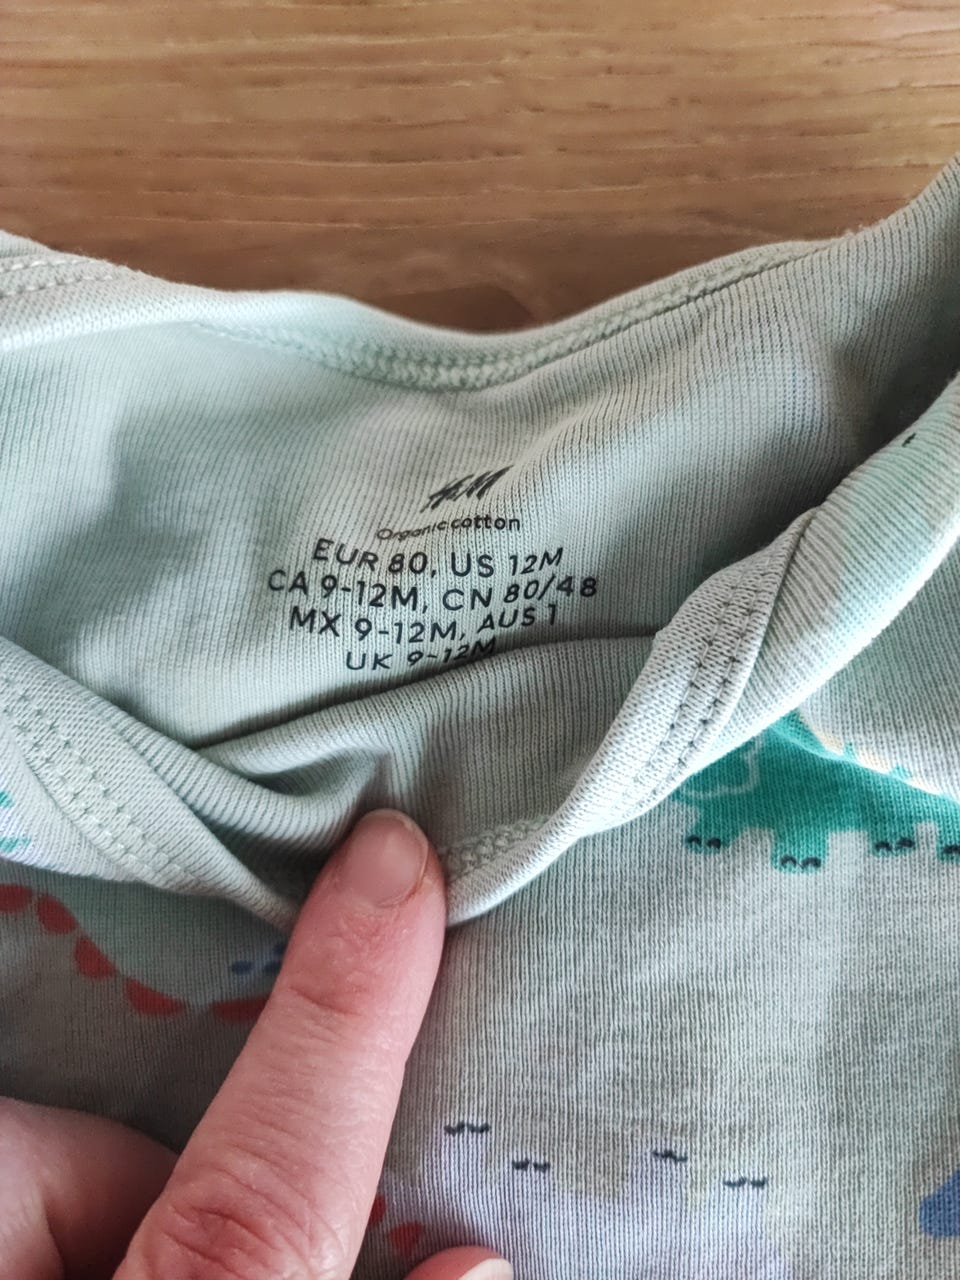 H&M
Organic cotton
EUR 80, US 12M
CA 9-12M, CN 80/48
MX 9-12M, AUS 1
UK 9-12M